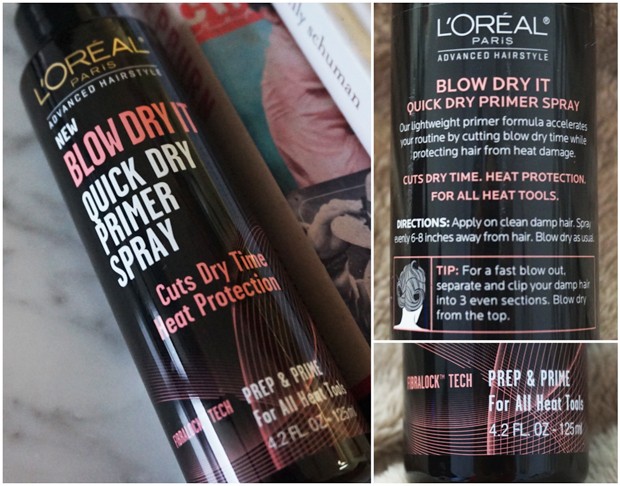 L'ORÉAL
PARIS
ADVANCED HAIRSTYLE
NEW
BLOW DRY IT
QUICK DRY
PRIMER
SPRAY
Cuts Dry Time
Heat Protection
FIBRALOCK™ TECH
PREP & PRIME
For All Heat Tools
4.2 FL. OZ - 125ml
schuman
L'ORÉAL®
PARIS
ADVANCED HAIRSTYLE
BLOW DRY IT
QUICK DRY PRIMER SPRAY
Our lightweight primer formula accelerates
your routine by cutting blow dry time while
protecting hair from heat damage.
CUTS DRY TIME. HEAT PROTECTION.
FOR ALL HEAT TOOLS.
DIRECTIONS: Apply on clean damp hair. Spray
evenly 6-8 inches away from hair. Blow dry as usual.
TIP: For a fast blow out,
separate and clip your damp hair
into 3 even sections. Blow dry
from the top.
FIBRALOCK™ TECH
PREP & PRIME
For All Heat Tools
4.2 FL. OZ - 125ml